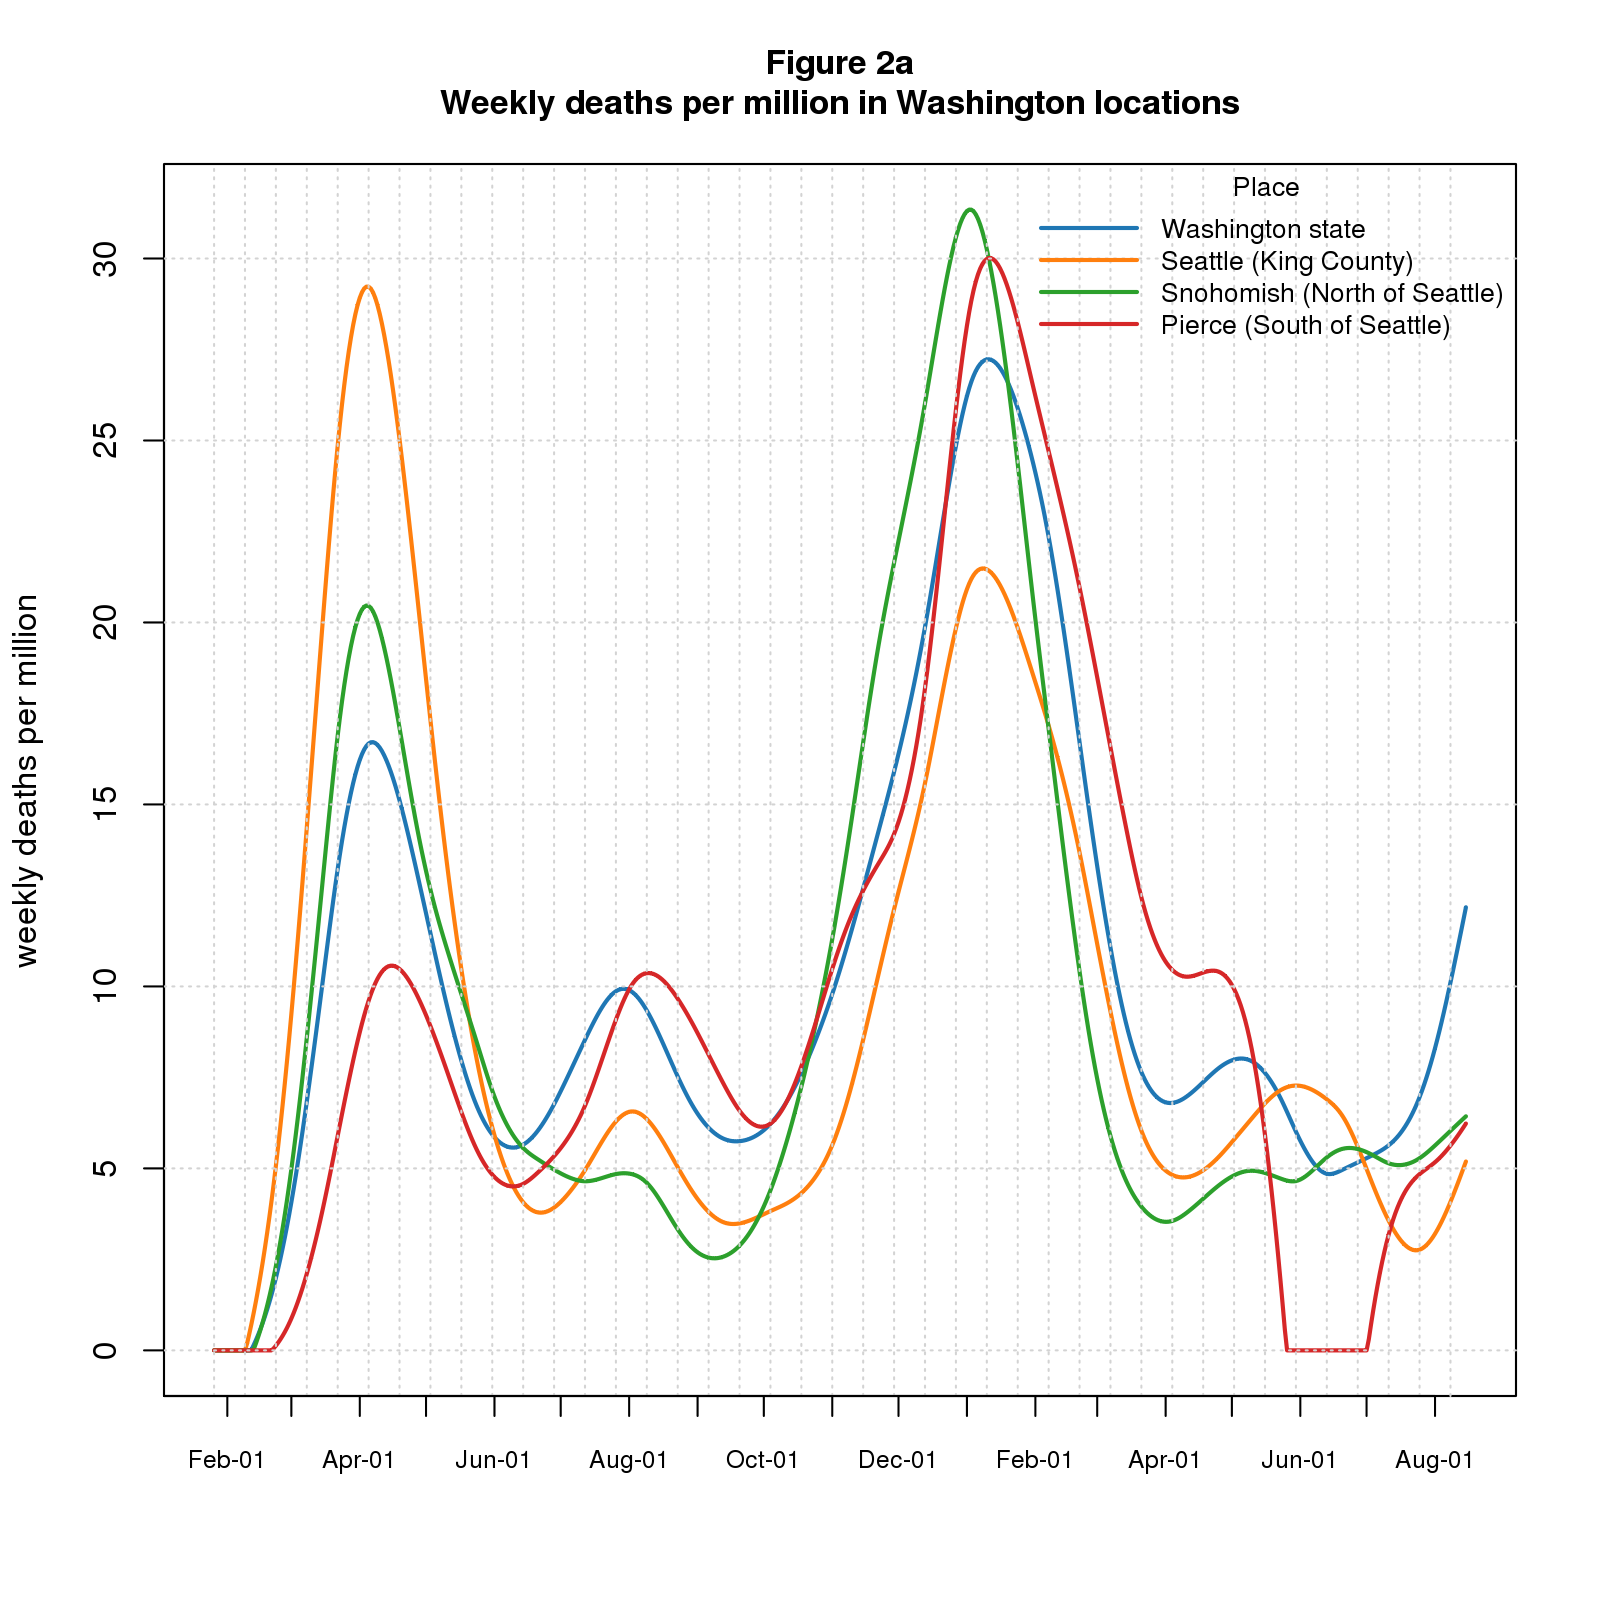 Figure 2a
Weekly deaths per million in Washington locations
Place
Washington state
Seattle (King County)
Snohomish (North of Seattle)
Pierce (South of Seattle)
weekly deaths per million
30
25
20
15
10
5
0
Feb-01 Apr-01 Jun-01 Aug-01 Oct-01 Dec-01 Feb-01 Apr-01 Jun-01 Aug-01